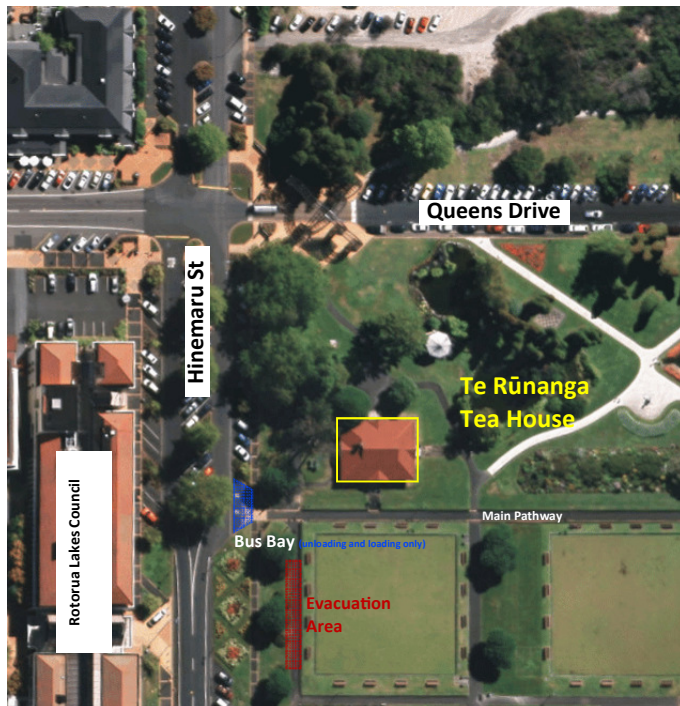 Queens Drive
Hinemaru St
Te Rūnanga
Tea House
Rotorua Lakes Council
Main Pathway
Bus Bay (unloading and loading only)
Evacuation
Area